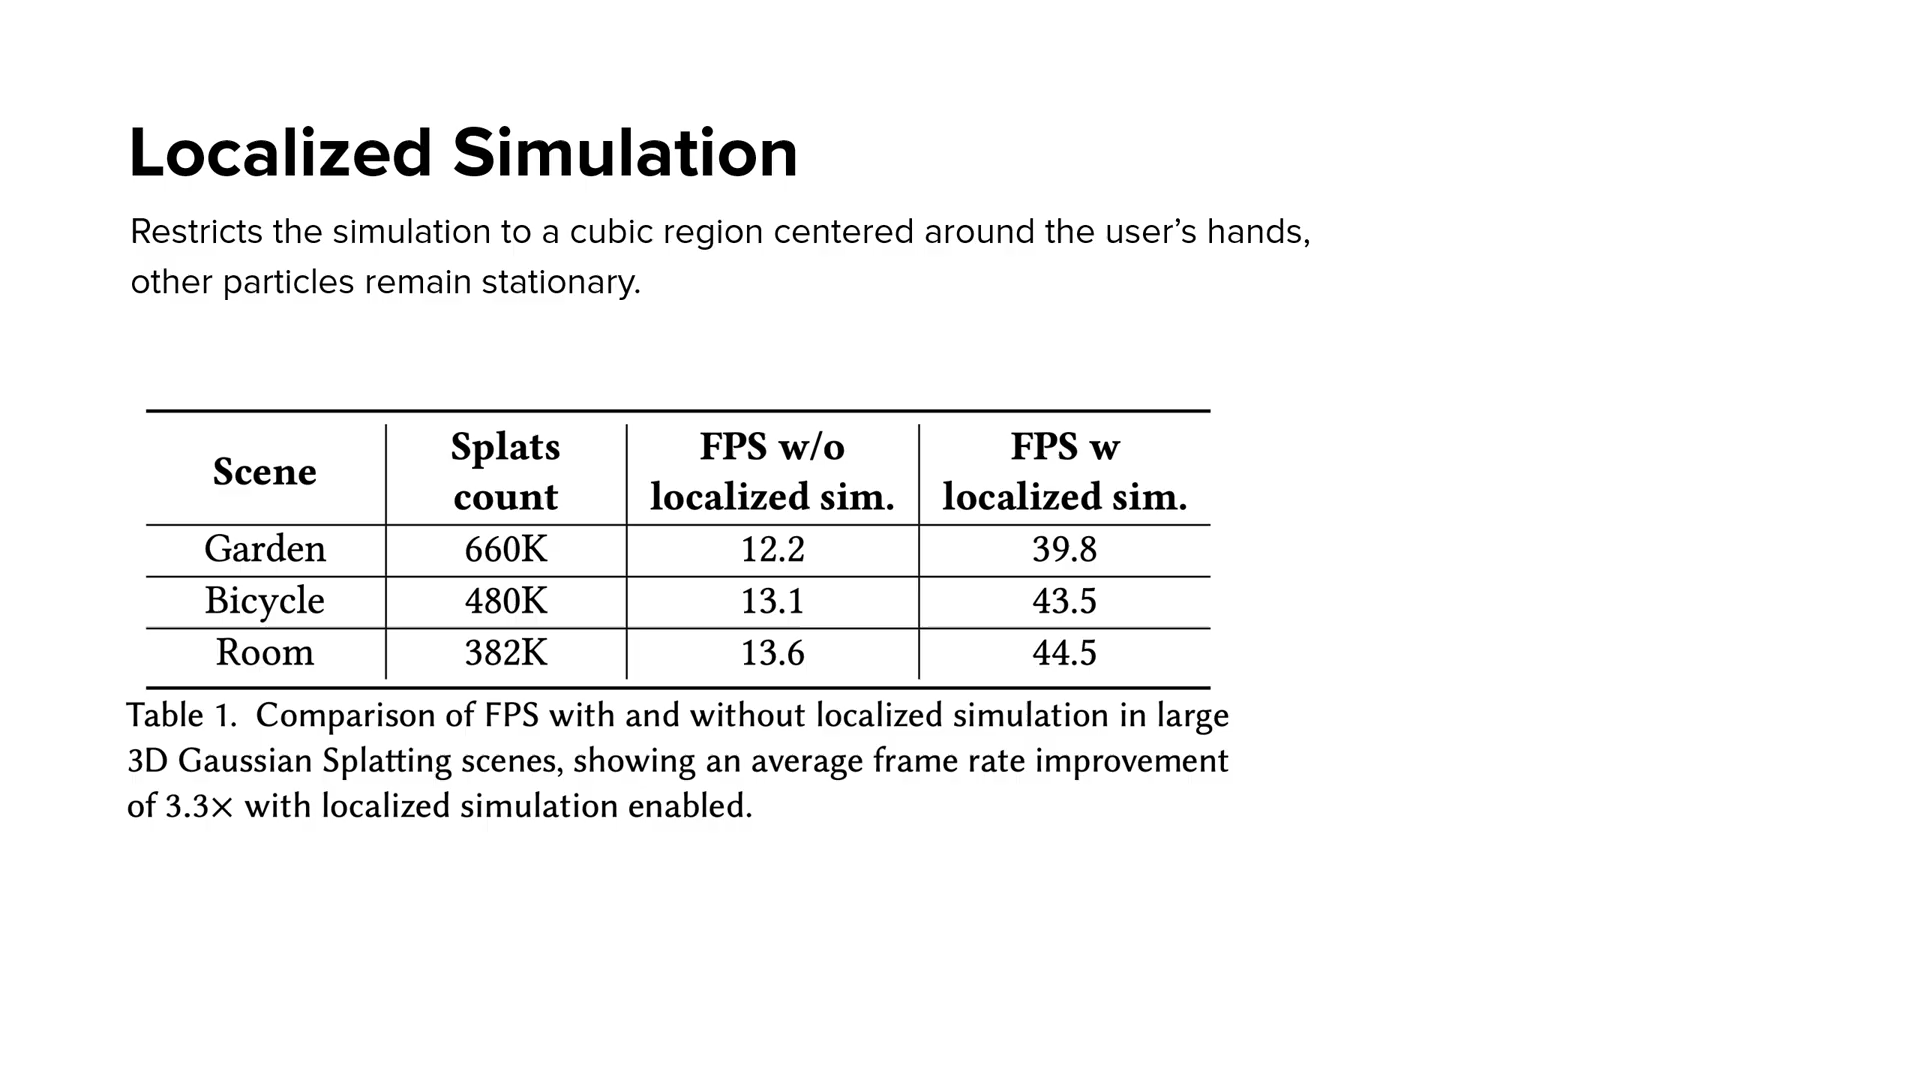 Localized Simulation
Restricts the simulation to a cubic region centered around the user’s hands,
other particles remain stationary.
Scene Splats count FPS w/o localized sim. FPS w localized sim.
Garden 660K 12.2 39.8
Bicycle 480K 13.1 43.5
Room 382K 13.6 44.5
Table 1. Comparison of FPS with and without localized simulation in large
3D Gaussian Splatting scenes, showing an average frame rate improvement
of 3.3× with localized simulation enabled.